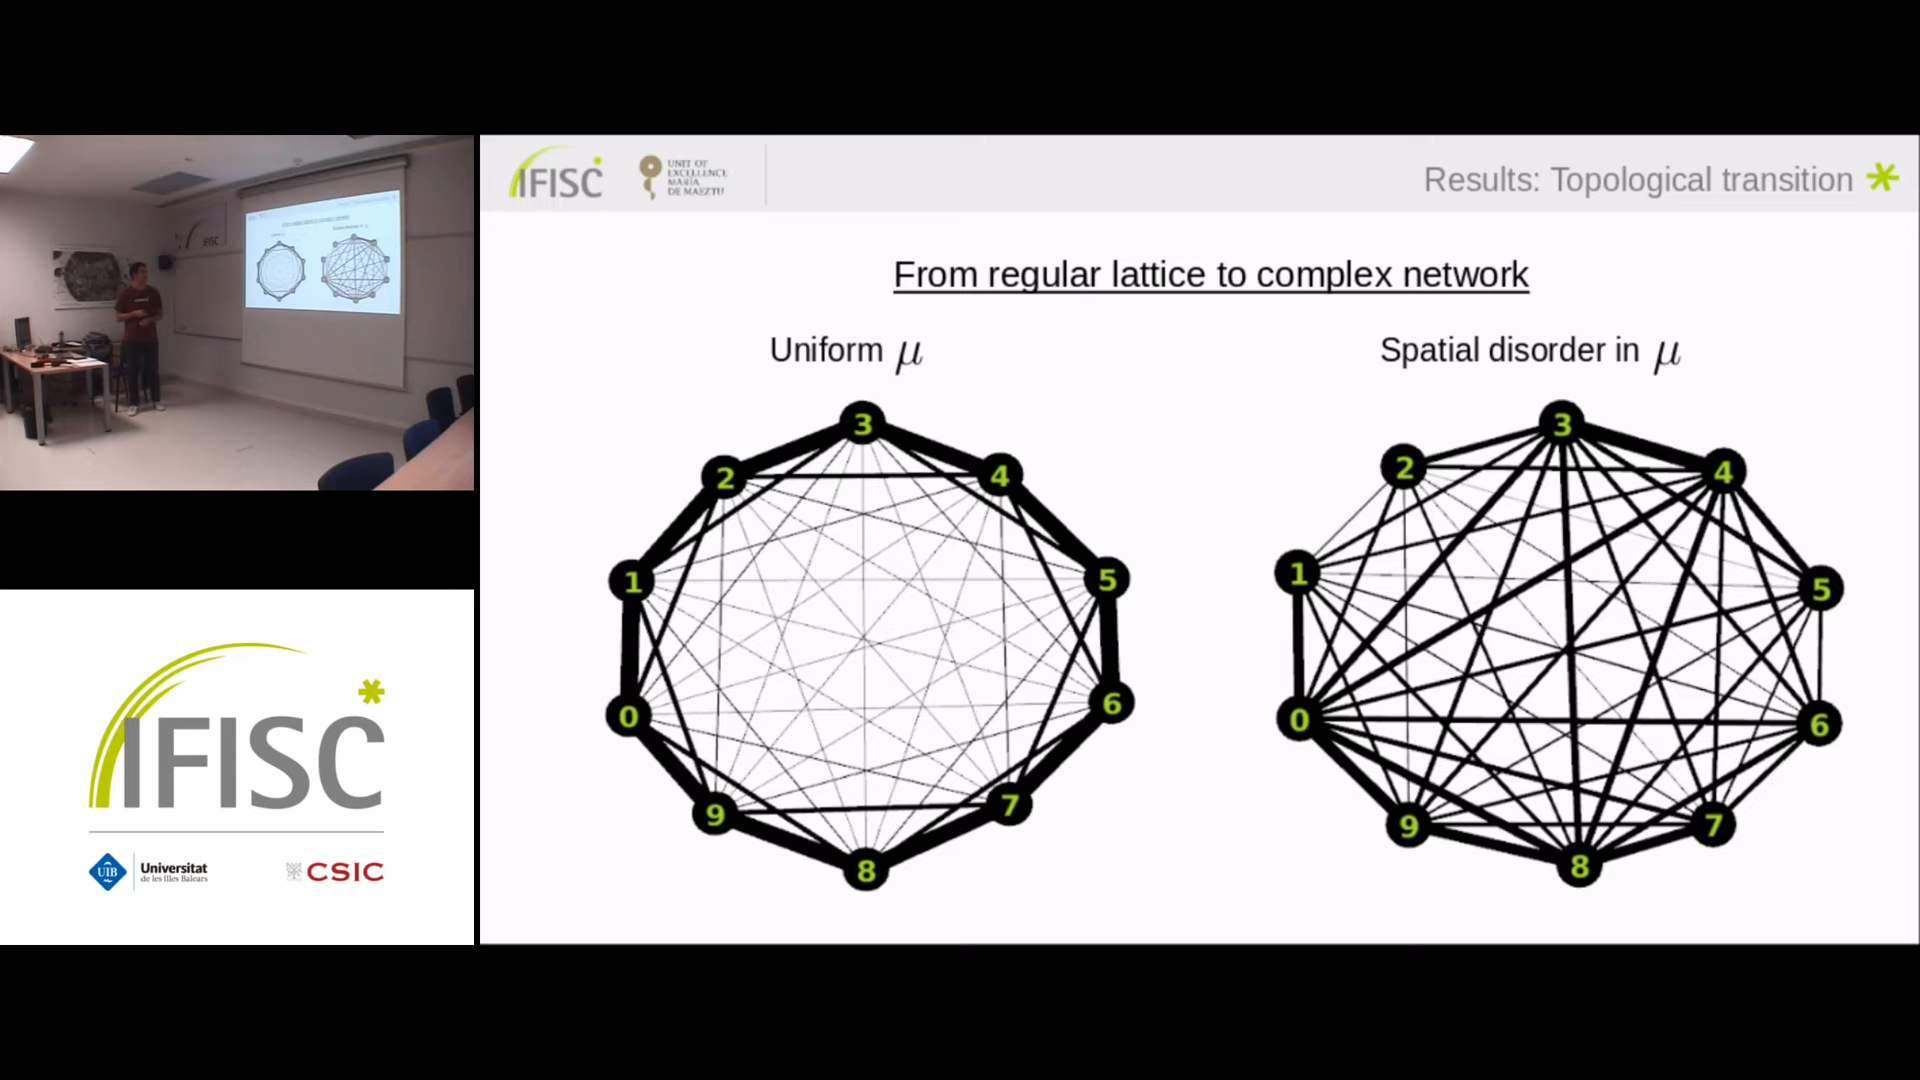 IFISC
UNIT OF
EXCELLENCE
MARÍA
DE MAEZTU
Results: Topological transition
From regular lattice to complex network
Uniform μ
Spatial disorder in μ
3
2
4
1
5
0
6
9
7
8
3
2
4
1
5
0
6
9
7
8
IFISC
IFISC
UIB
Universitat
de les Illes Balears
CSIC